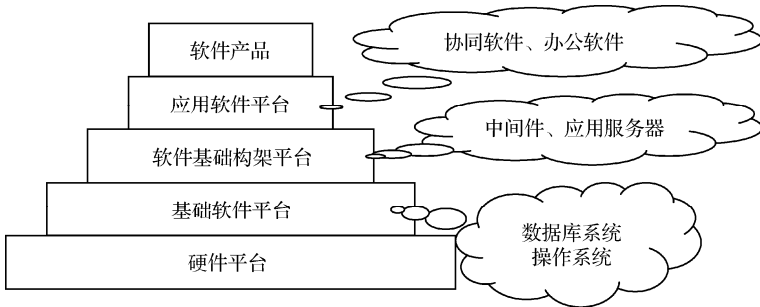 软件产品
协同软件、办公软件
应用软件平台
中间件、应用服务器
软件基础构架平台
基础软件平台
数据库系统
操作系统
硬件平台